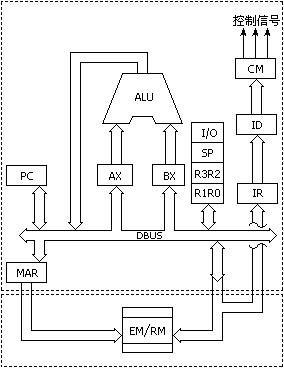 控制信号
CM
ALU
I/O
ID
SP
PC
AX
BX
R3R2
R1R0
IR
DBUS
MAR
EM/RM